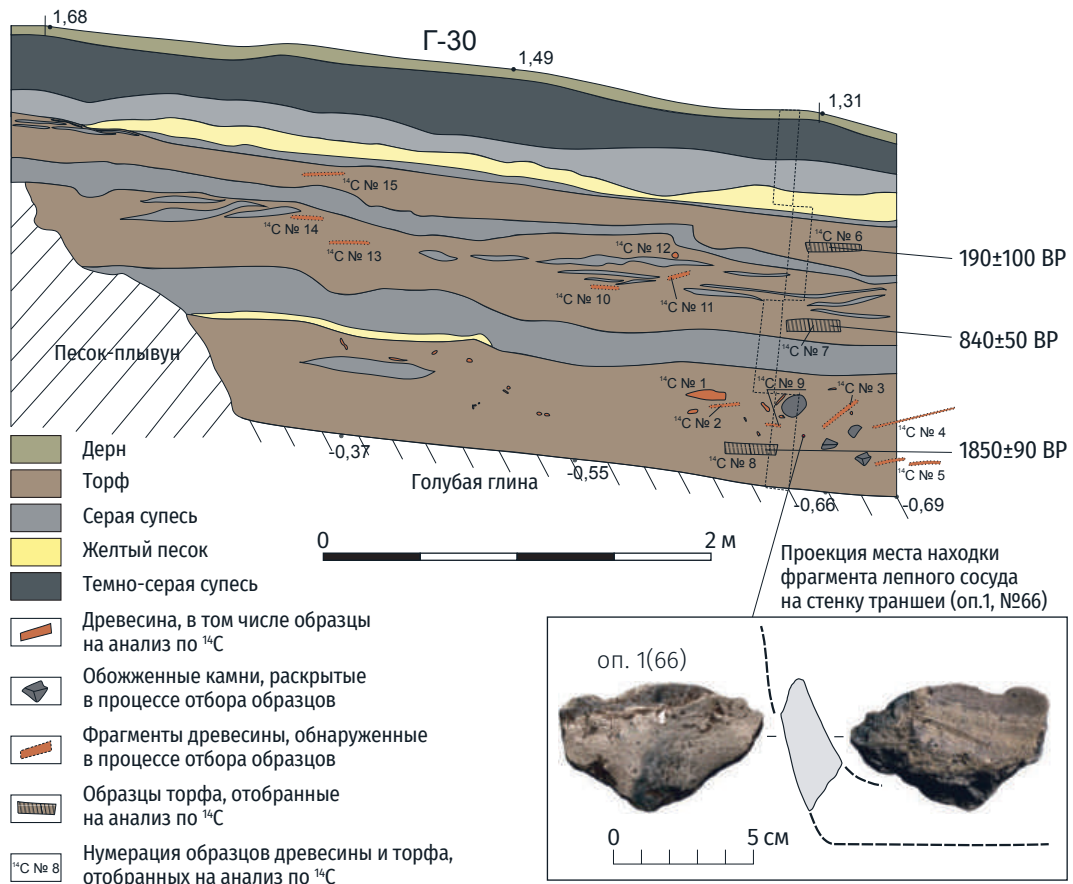 1,68
Г-30
1,49
1,31
¹⁴C № 15
¹⁴C № 6
¹⁴C № 14
¹⁴C № 12
¹⁴C № 13
190±100 BP
¹⁴C № 10
¹⁴C № 11
840±50 BP
¹⁴C № 7
Песок-плывун
¹⁴C № 1
¹⁴C № 9
¹⁴C № 3
¹⁴C № 2
¹⁴C № 4
1850±90 BP
¹⁴C № 8
¹⁴C № 5
-0,37
-0,55
-0,66
-0,69
Голубая глина
Дерн
Торф
Серая супесь
Желтый песок
Темно-серая супесь
Древесина, в том числе образцы
на анализ по ¹⁴C
Обожженные камни, раскрытые
в процессе отбора образцов
Фрагменты древесины, обнаруженные
в процессе отбора образцов
Образцы торфа, отобранные
на анализ по ¹⁴C
¹⁴C № 8
Нумерация образцов древесины и торфа,
отобранных на анализ по ¹⁴C
0 2 м
Проекция места находки
фрагмента лепного сосуда
на стенку траншеи (оп.1, №66)
оп. 1(66)
0 5 см